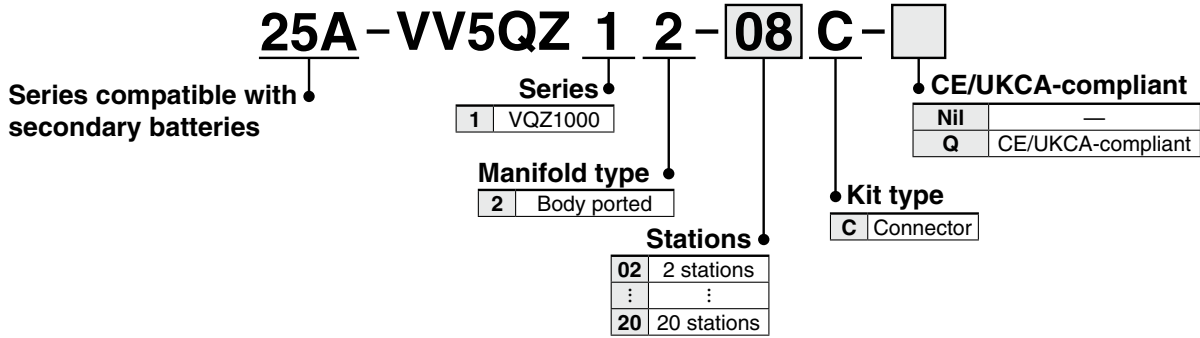 25A-VV5QZ 1 2-08 C-
Series compatible with
secondary batteries
Series
1 VQZ1000
Manifold type
2 Body ported
Stations
02 2 stations
⋮ ⋮
20 20 stations
Kit type
C Connector
CE/UKCA-compliant
Nil —
Q CE/UKCA-compliant